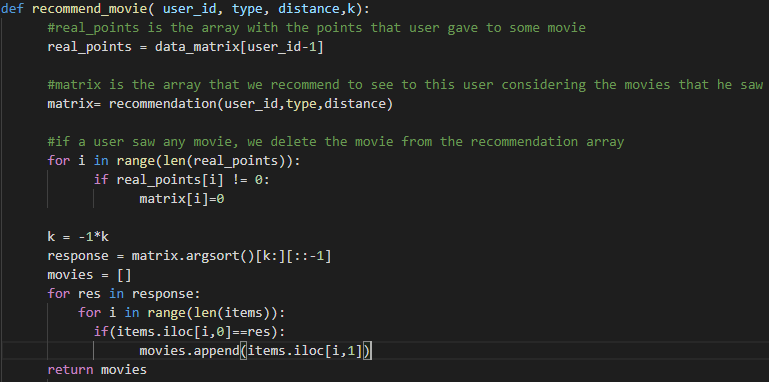 def recommend_movie( user_id, type, distance,k):
#real_points is the array with the points that user gave to some movie
real_points = data_matrix[user_id-1]
#matrix is the array that we recommend to see to this user considering the movies that he saw
matrix= recommendation(user_id,type,distance)
#if a user saw any movie, we delete the movie from the recommendation array
for i in range(len(real_points)):
if real_points[i] != 0:
matrix[i]=0
k = -1*k
response = matrix.argsort()[k:][::-1]
movies = []
for res in response:
for i in range(len(items)):
if(items.iloc[i,0]==res):
movies.append(items.iloc[i,1])
return movies